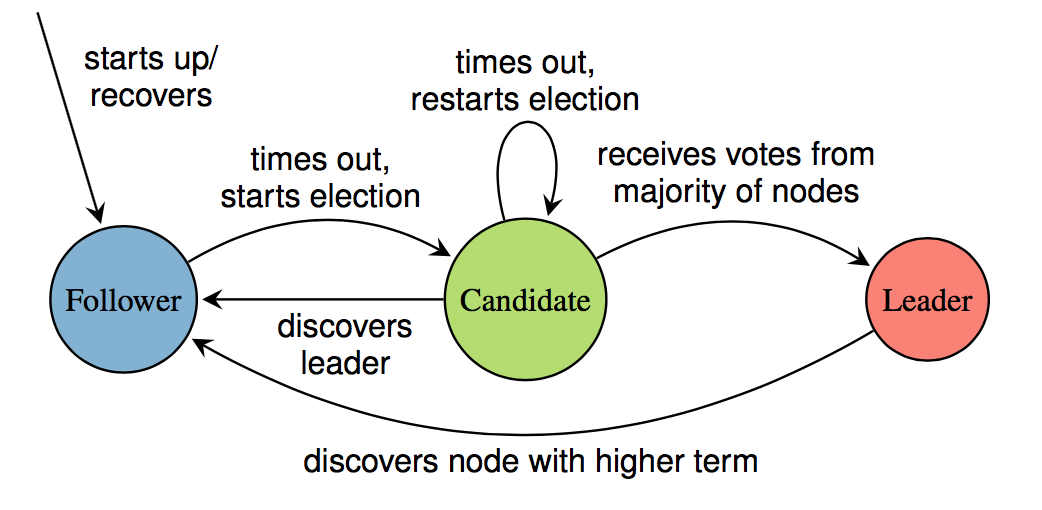 starts up/
recovers
times out,
starts election
times out,
restarts election
receives votes from
majority of nodes
Follower
Candidate
Leader
discovers
leader
discovers node with higher term